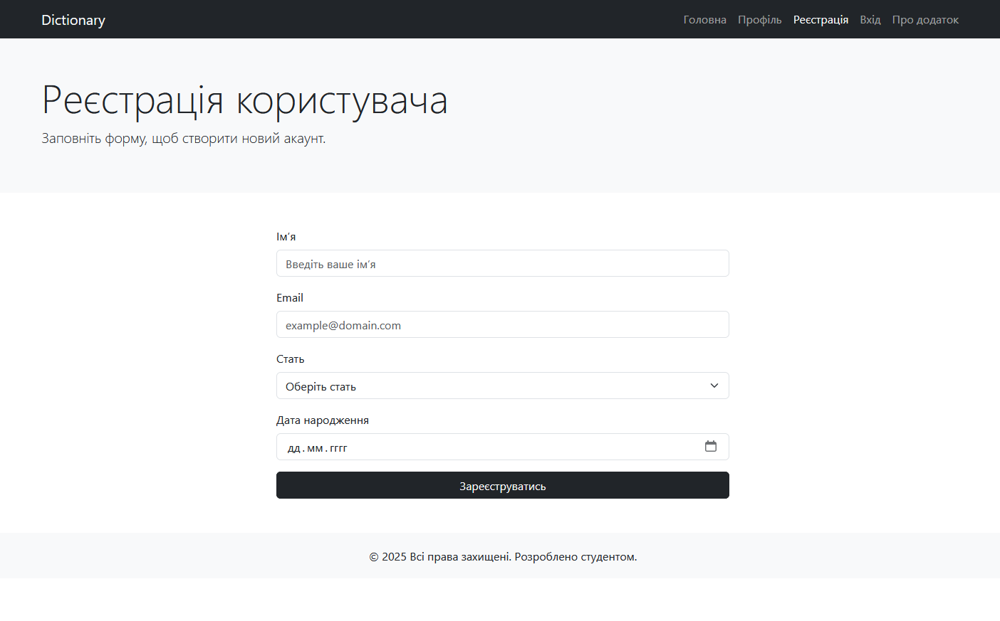 Dictionary
Головна Профіль Реєстрація Вхід Про додаток
Реєстрація користувача
Заповніть форму, щоб створити новий акаунт.
Ім’я
Введіть ваше ім’я
Email
example@domain.com
Стать
Оберіть стать
Дата народження
дд.мм.гггг
Зареєструватись
© 2025 Всі права захищені. Розроблено студентом.